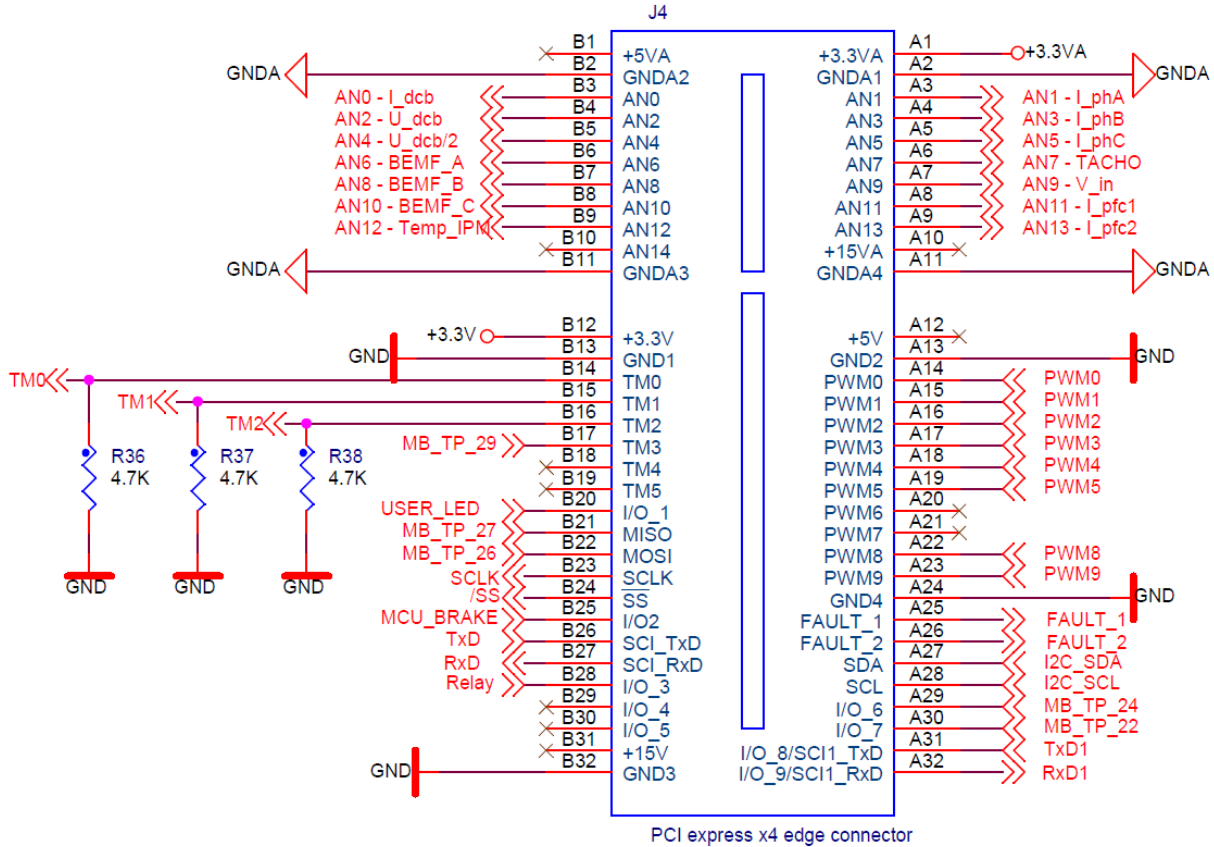 J4
B1 +5VA +3.3VA A1 +3.3VA
GNDA B2 GNDA2 GNDA1 A2 GNDA
AN0 - I_dcb B3 AN0 AN1 A3 AN1 - I_phA
AN2 - U_dcb B4 AN2 AN3 A4 AN3 - I_phB
AN4 - U_dcb/2 B5 AN4 AN5 A5 AN5 - I_phC
AN6 - BEMF_A B6 AN6 AN7 A6 AN7 - TACHO
AN8 - BEMF_B B7 AN8 AN9 A7 AN9 - V_in
AN10 - BEMF_C B8 AN10 AN11 A8 AN11 - I_pfc1
AN12 - Temp_IPM B9 AN12 AN13 A9 AN13 - I_pfc2
B10 AN14 +15VA A10
GNDA B11 GNDA3 GNDA4 A11 GNDA
+3.3V B12 +3.3V +5V A12
GND B13 GND1 GND2 A13 GND
TM0 B14 TM0 PWM0 A14 PWM0
TM1 B15 TM1 PWM1 A15 PWM1
TM2 B16 TM2 PWM2 A16 PWM2
MB_TP_29 B17 TM3 PWM3 A17 PWM3
R36 R37 R38 B18 TM4 PWM4 A18 PWM4
4.7K 4.7K 4.7K B19 TM5 PWM5 A19 PWM5
USER_LED B20 I/O_1 PWM6 A20
MB_TP_27 B21 MISO PWM7 A21
MB_TP_26 B22 MOSI PWM8 A22 PWM8
SCLK B23 SCLK PWM9 A23 PWM9
GND GND GND /SS B24 SS GND4 A24 GND
MCU_BRAKE B25 I/O2 FAULT_1 A25 FAULT_1
TxD B26 SCI_TxD FAULT_2 A26 FAULT_2
RxD B27 SCI_RxD SDA A27 I2C_SDA
Relay B28 I/O_3 SCL A28 I2C_SCL
B29 I/O_4 I/O_6 A29 MB_TP_24
B30 I/O_5 I/O_7 A30 MB_TP_22
B31 +15V I/O_8/SCI1_TxD A31 TxD1
GND B32 GND3 I/O_9/SCI1_RxD A32 RxD1
PCI express x4 edge connector